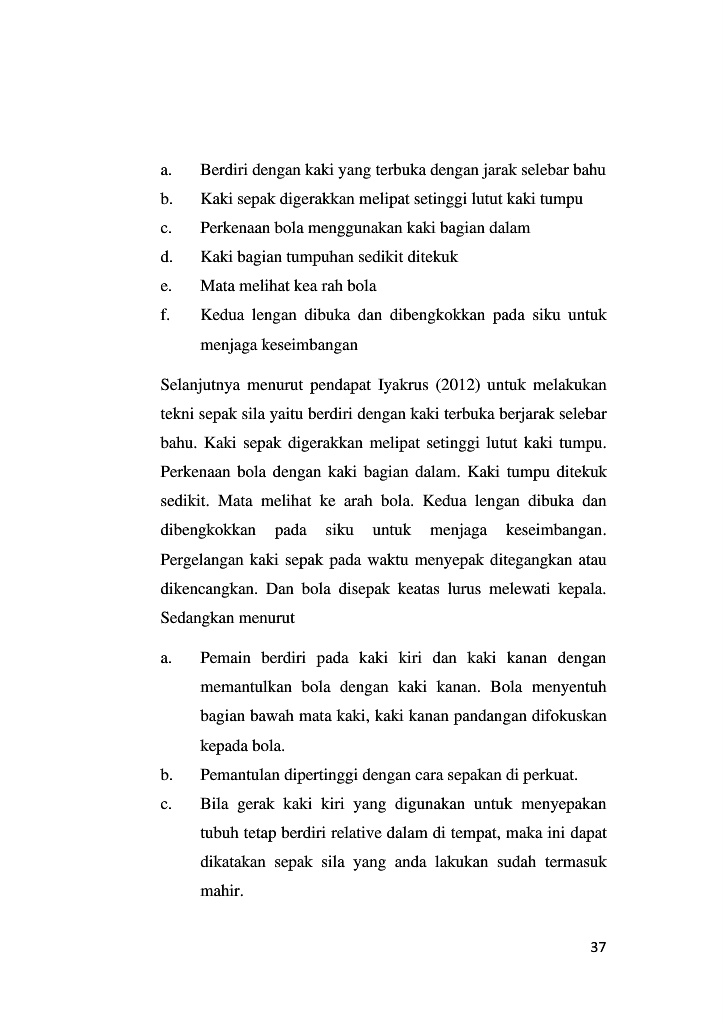 a. Berdiri dengan kaki yang terbuka dengan jarak selebar bahu
b. Kaki sepak digerakkan melipat setinggi lutut kaki tumpu
c. Perkenaan bola menggunakan kaki bagian dalam
d. Kaki bagian tumpuhan sedikit ditekuk
e. Mata melihat kea rah bola
f. Kedua lengan dibuka dan dibengkokkan pada siku untuk
menjaga keseimbangan
Selanjutnya menurut pendapat Iyakrus (2012) untuk melakukan
tekni sepak sila yaitu berdiri dengan kaki terbuka berjarak selebar
bahu. Kaki sepak digerakkan melipat setinggi lutut kaki tumpu.
Perkenaan bola dengan kaki bagian dalam. Kaki tumpu ditekuk
sedikit. Mata melihat ke arah bola. Kedua lengan dibuka dan
dibengkokkan pada siku untuk menjaga keseimbangan.
Pergelangan kaki sepak pada waktu menyepak ditegangkan atau
dikencangkan. Dan bola disepak keatas lurus melewati kepala.
Sedangkan menurut
a. Pemain berdiri pada kaki kiri dan kaki kanan dengan
memantulkan bola dengan kaki kanan. Bola menyentuh
bagian bawah mata kaki, kaki kanan pandangan difokuskan
kepada bola.
b. Pemantulan dipertinggi dengan cara sepakan di perkuat.
c. Bila gerak kaki kiri yang digunakan untuk menyepakan
tubuh tetap berdiri relative dalam di tempat, maka ini dapat
dikatakan sepak sila yang anda lakukan sudah termasuk
mahir.
37